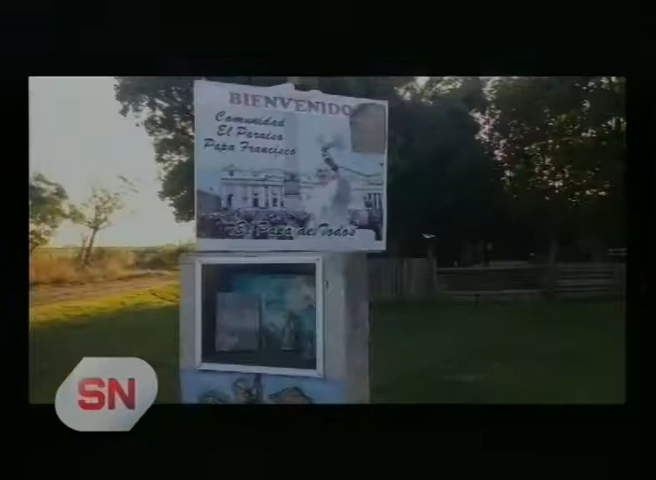 BIENVENIDO
Comunidad
El Paraiso
Papa Francisco
El Papa de Todos
SN